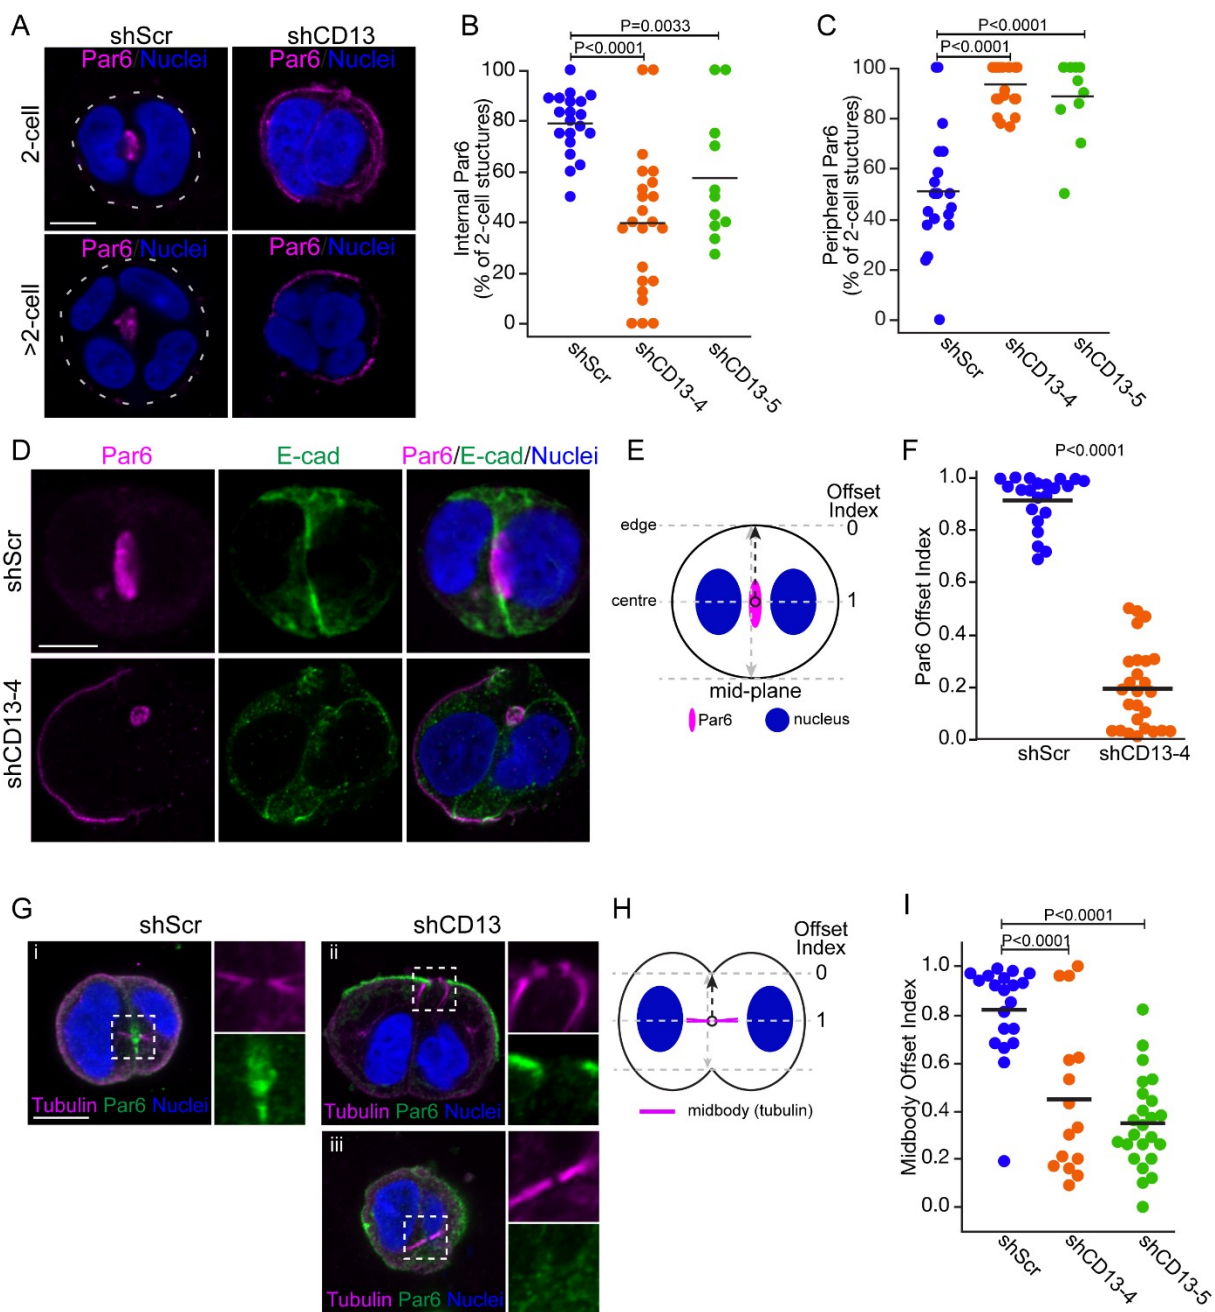 A
shScr
shCD13
Par6/Nuclei
Par6/Nuclei
2-cell
Par6/Nuclei
Par6/Nuclei
>2-cell
B
P=0.0033
P<0.0001
Internal Par6
(% of 2-cell stuctures)
100
80
60
40
20
0
shScr
shCD13-4
shCD13-5
C
P<0.0001
P<0.0001
Peripheral Par6
(% of 2-cell stuctures)
100
80
60
40
20
0
shScr
shCD13-4
shCD13-5
D
Par6
E-cad
Par6/E-cad/Nuclei
shScr
shCD13-4
E
Offset
Index
edge
0
centre
1
mid-plane
Par6
nucleus
F
P<0.0001
Par6 Offset Index
1.0
0.8
0.6
0.4
0.2
0.0
shScr
shCD13-4
G
shScr
shCD13
i
Tubulin Par6 Nuclei
ii
Tubulin Par6 Nuclei
iii
Tubulin Par6 Nuclei
H
Offset
Index
0
1
midbody (tubulin)
I
P<0.0001
P<0.0001
Midbody Offset Index
1.0
0.8
0.6
0.4
0.2
0.0
shScr
shCD13-4
shCD13-5